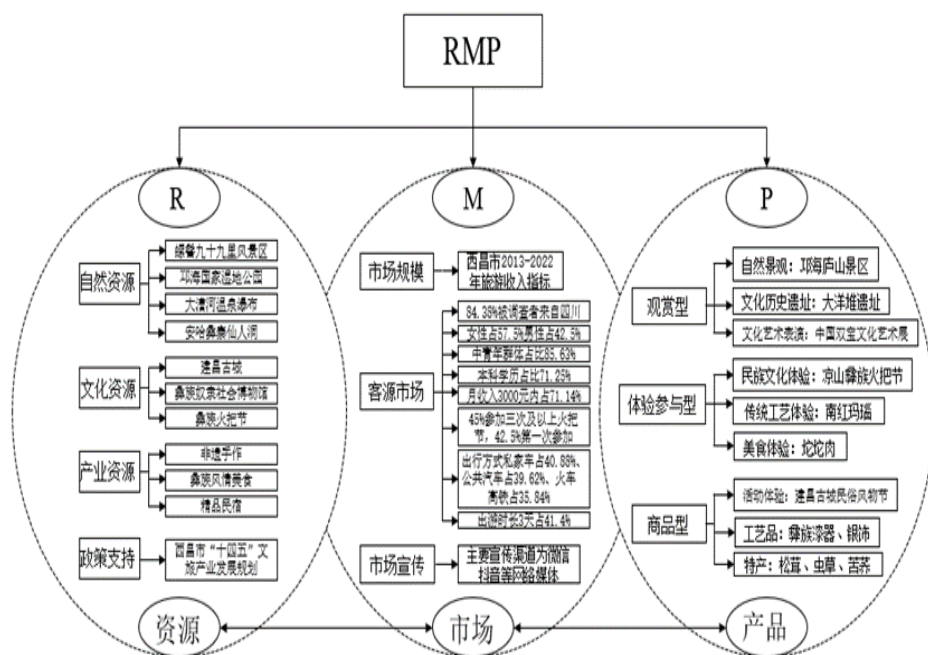 RMP
R
自然资源
螺髻九十九里风景区
邛海国家湿地公园
大漕河温泉瀑布
安哈彝寨仙人洞
文化资源
建昌古城
彝族奴隶社会博物馆
彝族火把节
产业资源
非遗手作
彝族风情美食
精品民宿
政策支持
西昌市“十四五”文
旅产业发展规划
资源
M
市场规模
西昌市2013-2022
年旅游收入指标
客源市场
84.38%被调查者来自四川
女性占57.5%男性占42.5%
中青年群体占比85.63%
本科学历占比71.25%
月收入3000元内占71.14%
45%参加三次及以上火把
节，42.5%第一次参加
出行方式私家车占40.88%、
公共汽车占39.62%、火车
高铁占35.84%
出游时长3天占41.4%
市场宣传
主要宣传渠道为微信
抖音等网络媒体
市场
P
观赏型
自然景观：邛海庐山景区
文化历史遗址：大洋堆遗址
文化艺术表演：中国双宝文化艺术展
体验参与型
民族文化体验：凉山彝族火把节
传统工艺体验：南红玛瑙
美食体验：坨坨肉
商品型
活动体验：建昌古城民俗风物节
工艺品：彝族漆器、银饰
特产：松茸、虫草、苦荞
产品